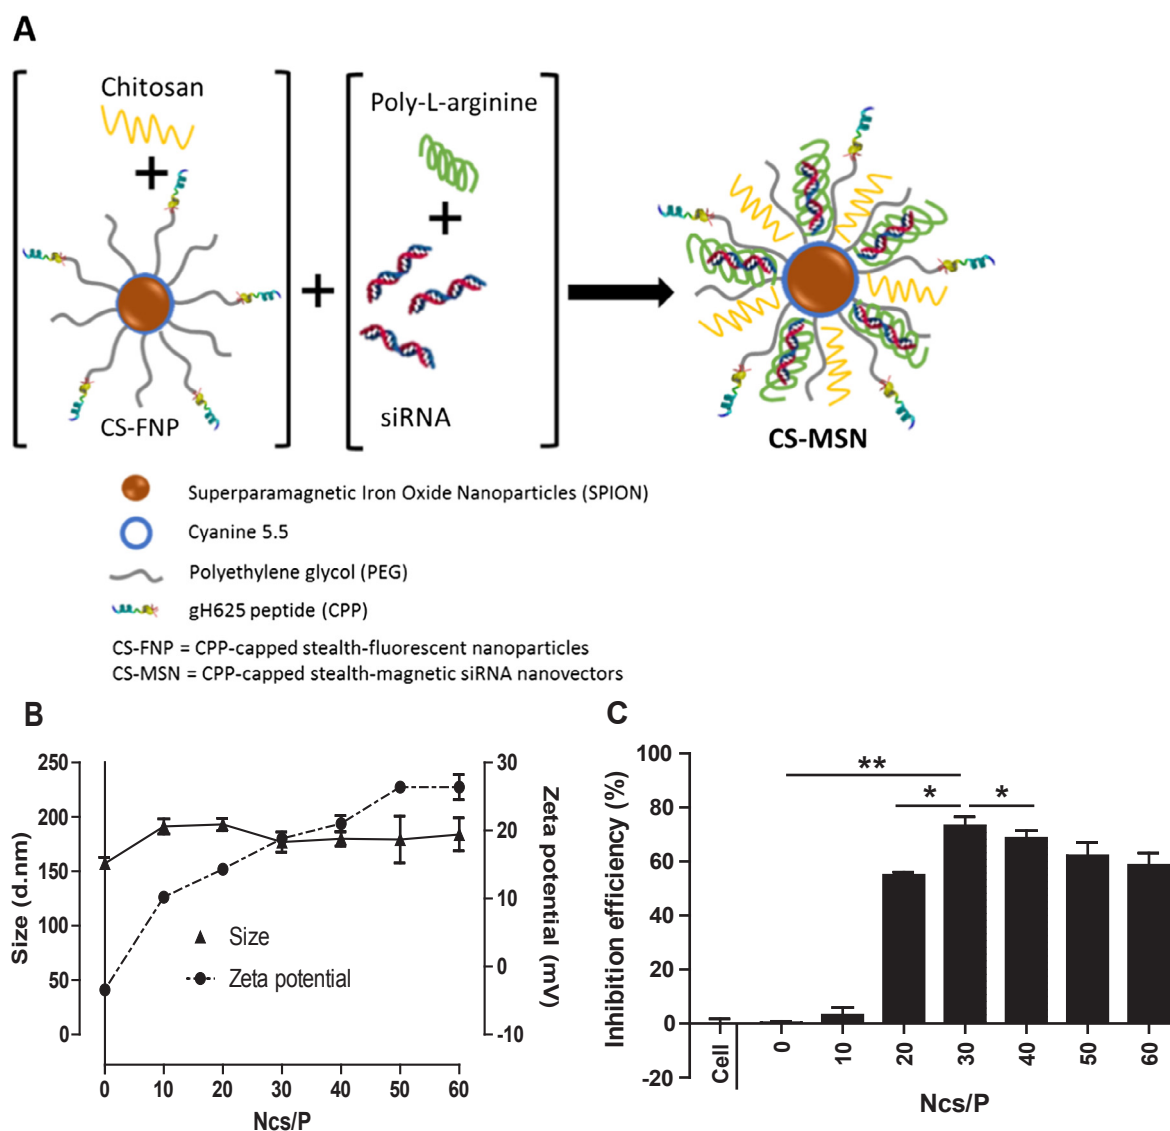 A
Chitosan
+
CS-FNP
+
Poly-L-arginine
+
siRNA
CS-MSN
Superparamagnetic Iron Oxide Nanoparticles (SPION)
Cyanine 5.5
Polyethylene glycol (PEG)
gH625 peptide (CPP)
CS-FNP = CPP-capped stealth-fluorescent nanoparticles
CS-MSN = CPP-capped stealth-magnetic siRNA nanovectors
B
Size (d.nm)
250
200
150
100
50
0
30
20
10
0
-10
Zeta potential (mV)
Size
Zeta potential
0 10 20 30 40 50 60
Ncs/P
C
Inhibition efficiency (%)
100
80
60
40
20
0
-20
**
* *
Cell 0 10 20 30 40 50 60
Ncs/P